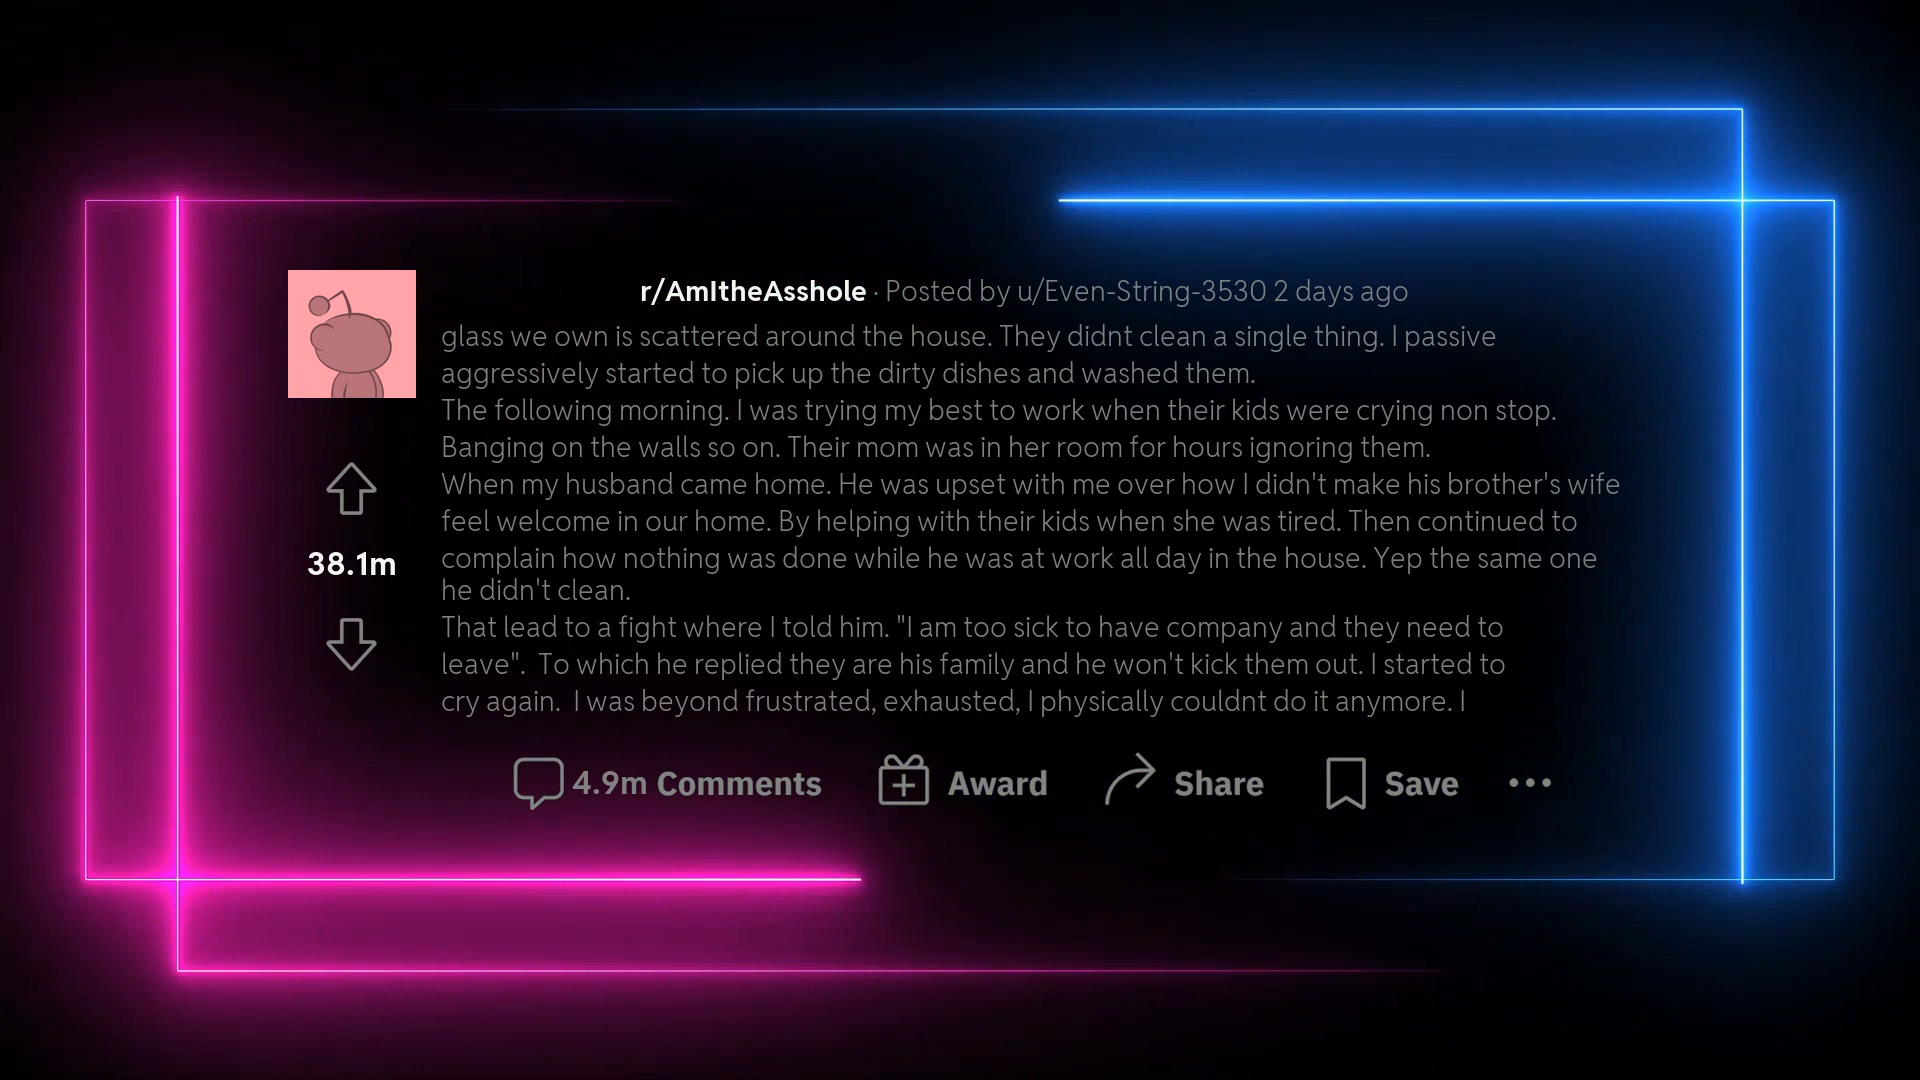 r/AmItheAsshole · Posted by u/Even-String-3530 2 days ago
glass we own is scattered around the house. They didnt clean a single thing. I passive
aggressively started to pick up the dirty dishes and washed them.
The following morning. I was trying my best to work when their kids were crying non stop.
Banging on the walls so on. Their mom was in her room for hours ignoring them.
When my husband came home. He was upset with me over how I didn't make his brother's wife
feel welcome in our home. By helping with their kids when she was tired. Then continued to
complain how nothing was done while he was at work all day in the house. Yep the same one
he didn't clean.
That lead to a fight where I told him. "I am too sick to have company and they need to
leave".  To which he replied they are his family and he won't kick them out. I started to
cry again.  I was beyond frustrated, exhausted, I physically couldnt do it anymore. I
38.1m
4.9m Comments Award Share Save •••